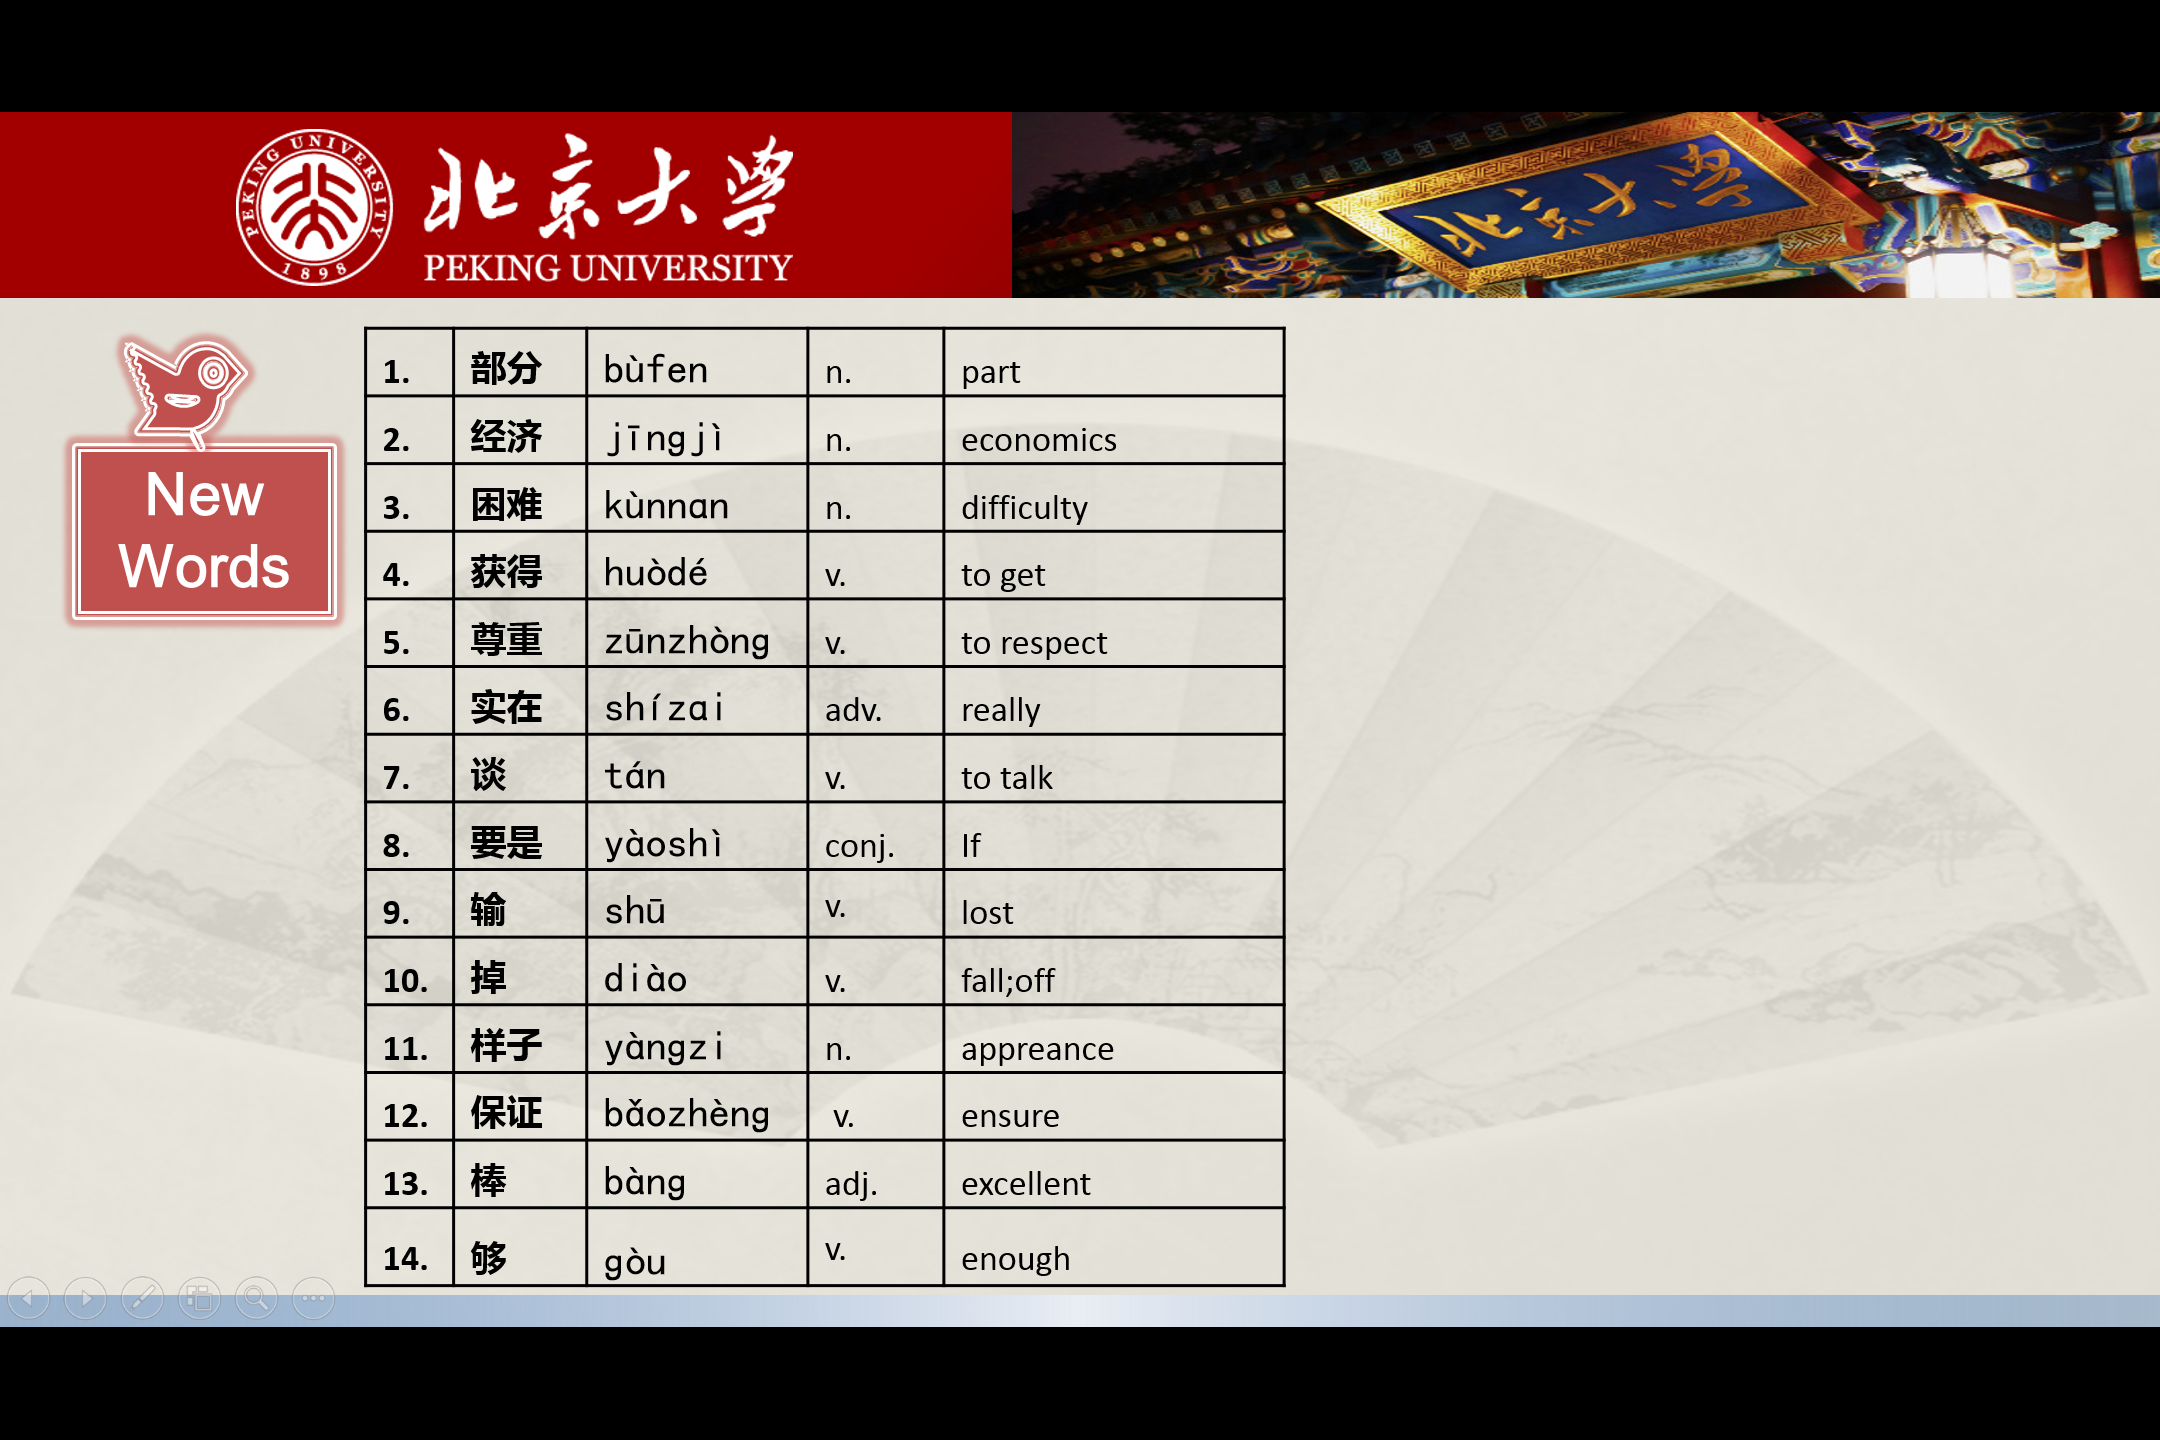 PEKING UNIVERSITY
1898
北京大学
PEKING UNIVERSITY
北京大学
New
Words
1. 部分 bùfen n. part
2. 经济 jīngjì n. economics
3. 困难 kùnnan n. difficulty
4. 获得 huòdé v. to get
5. 尊重 zūnzhòng v. to respect
6. 实在 shízai adv. really
7. 谈 tán v. to talk
8. 要是 yàoshì conj. If
9. 输 shū v. lost
10. 掉 diào v. fall;off
11. 样子 yàngzi n. appreance
12. 保证 bǎozhèng v. ensure
13. 棒 bàng adj. excellent
14. 够 gòu v. enough